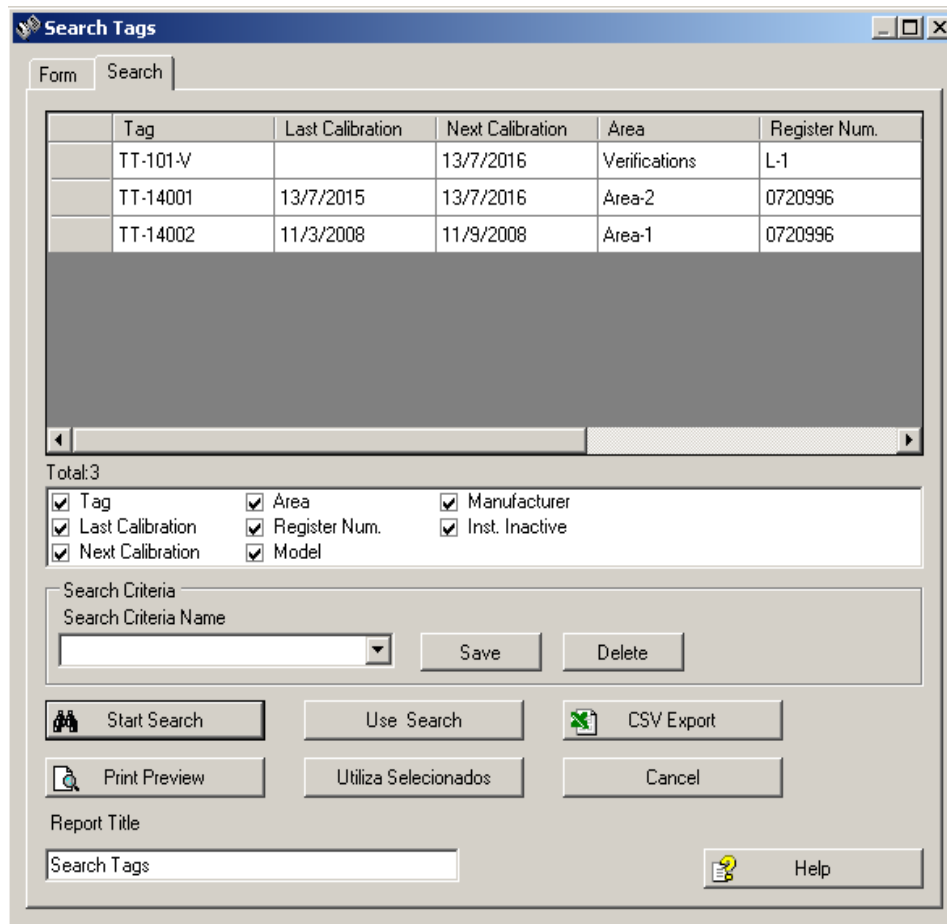 Search Tags
Form Search
Tag Last Calibration Next Calibration Area Register Num.
TT-101-V 13/7/2016 Verifications L-1
TT-14001 13/7/2015 13/7/2016 Area-2 0720996
TT-14002 11/3/2008 11/9/2008 Area-1 0720996
Total:3
Tag Area Manufacturer
Last Calibration Register Num. Inst. Inactive
Next Calibration Model
Search Criteria
Search Criteria Name
Save Delete
Start Search Use Search CSV Export
Print Preview Utiliza Selecionados Cancel
Report Title
Search Tags Help